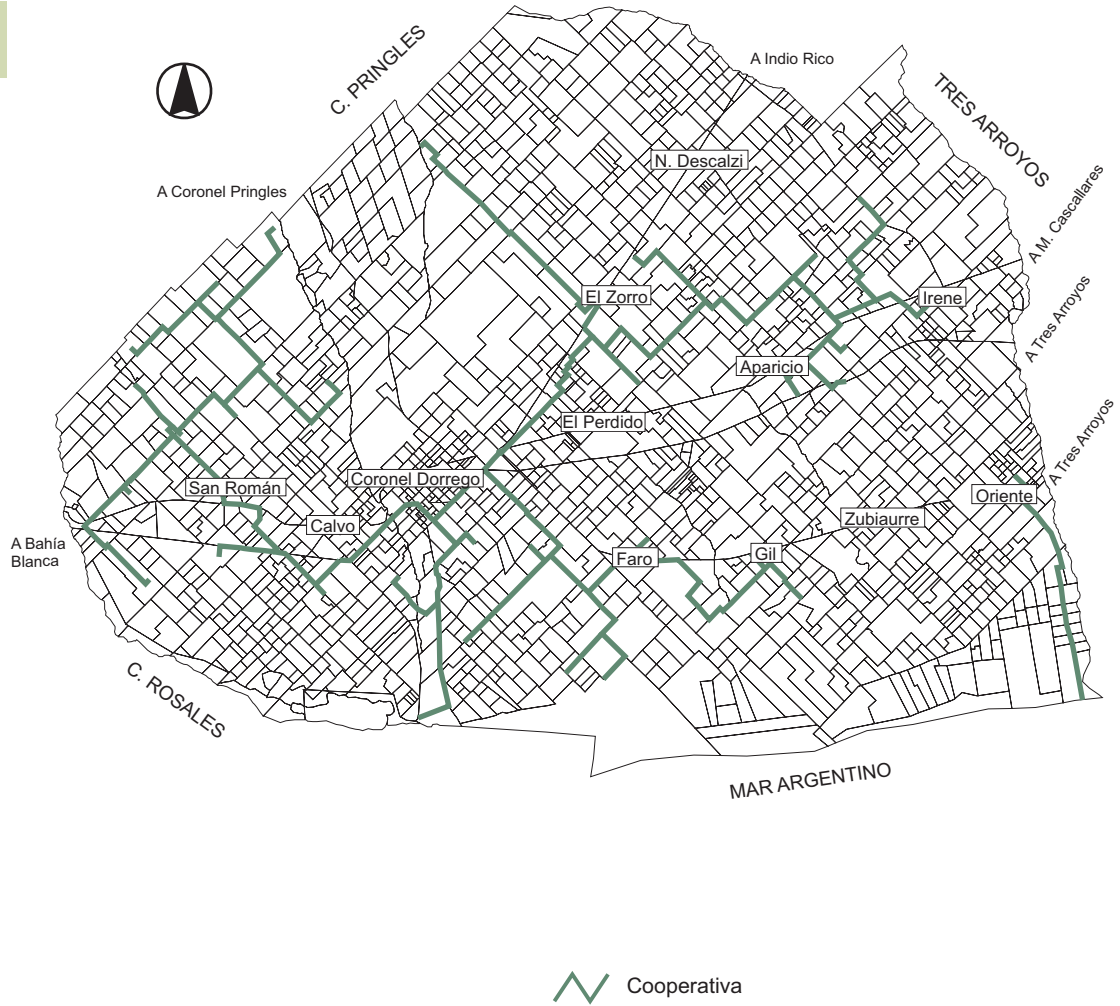 C. PRINGLES
A Indio Rico
TRES ARROYOS
N. Descalzi
A Coronel Pringles
A M. Cascallares
El Zorro
Irene
A Tres Arroyos
Aparicio
El Perdido
Coronel Dorrego
San Román
A Tres Arroyos
Oriente
Calvo
Zubiaurre
A Bahía
Blanca
Faro
Gil
C. ROSALES
MAR ARGENTINO
Cooperativa